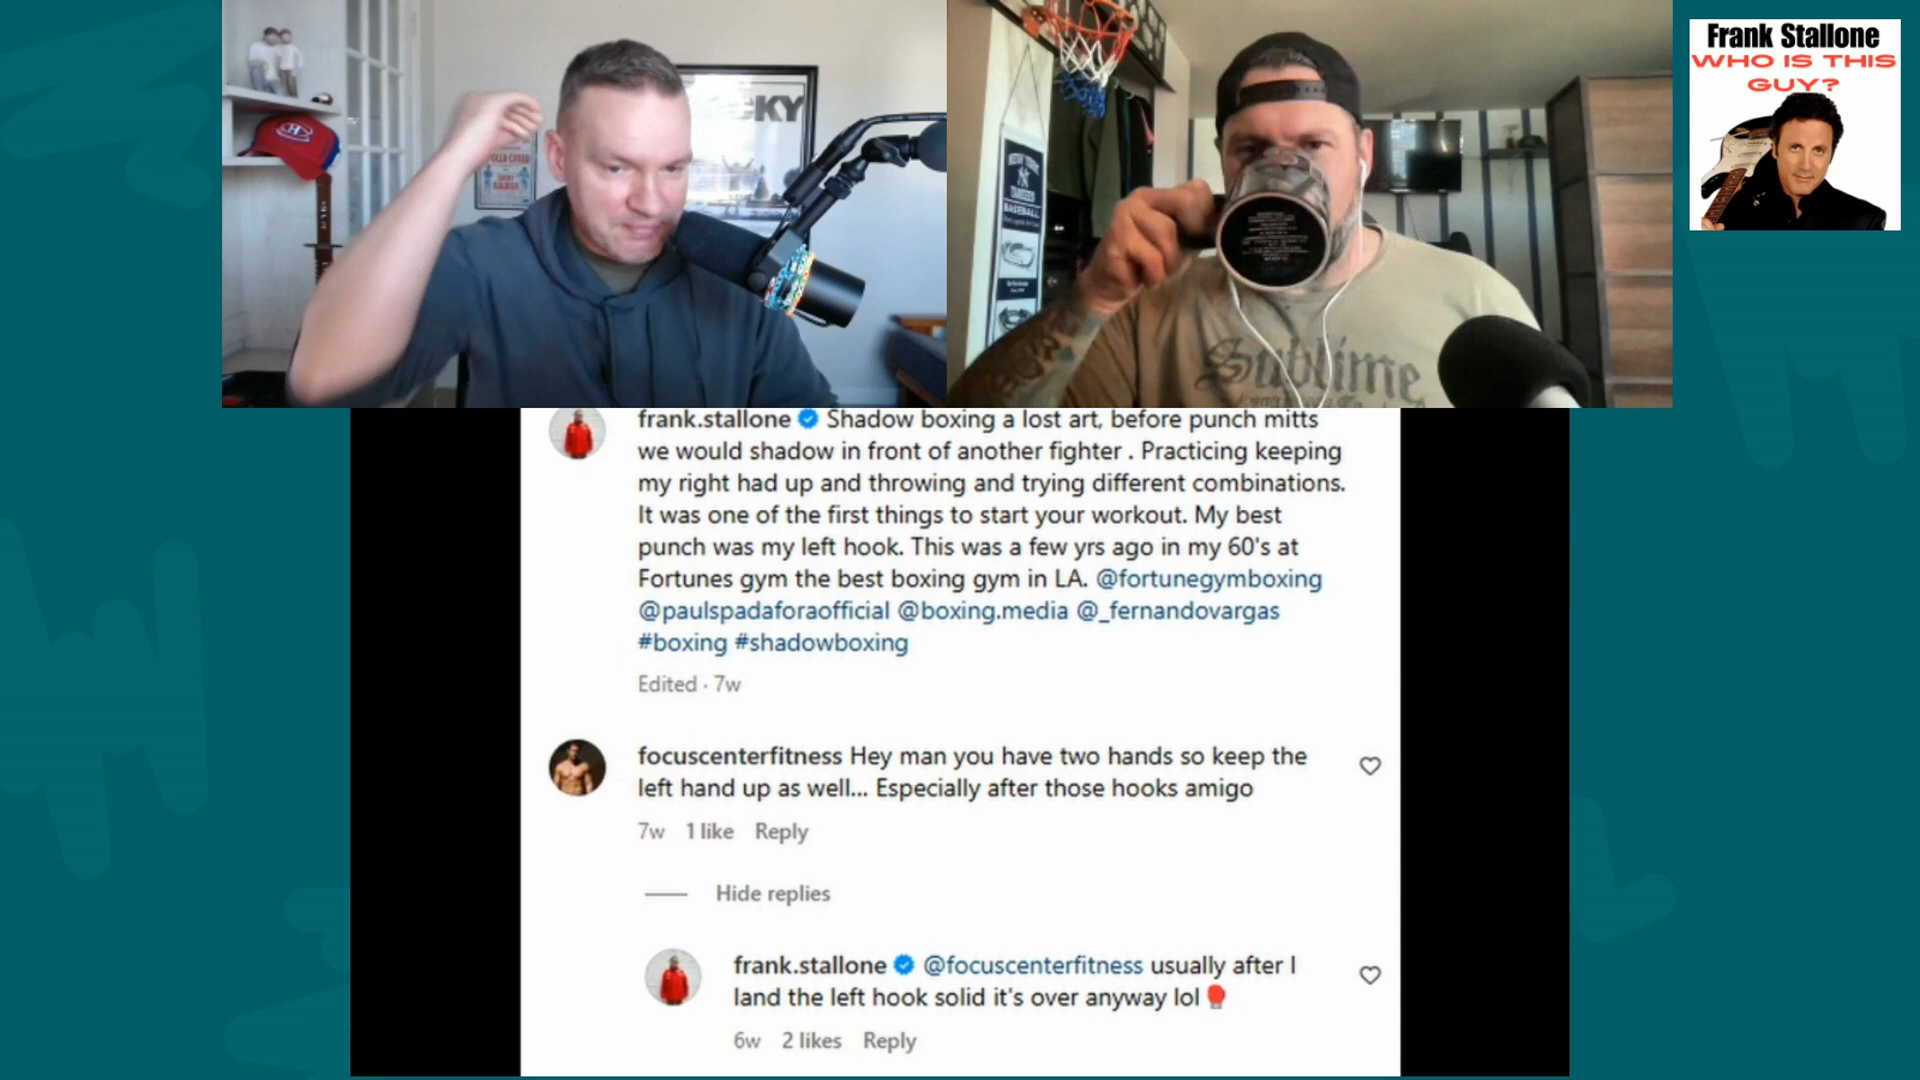 CKY
NEW YORK
YANKEES
BASEBALL
Sublime
Frank Stallone
WHO IS THIS
GUY?
frank.stallone Shadow boxing a lost art, before punch mitts
we would shadow in front of another fighter . Practicing keeping
my right had up and throwing and trying different combinations.
It was one of the first things to start your workout. My best
punch was my left hook. This was a few yrs ago in my 60's at
Fortunes gym the best boxing gym in LA. @fortunegymboxing
@paulspadaforaofficial @boxing.media @_fernandovargas
#boxing #shadowboxing
Edited · 7w
focuscenterfitness Hey man you have two hands so keep the
left hand up as well... Especially after those hooks amigo
7w 1 like Reply
Hide replies
frank.stallone @focuscenterfitness usually after I
land the left hook solid it's over anyway lol
6w 2 likes Reply